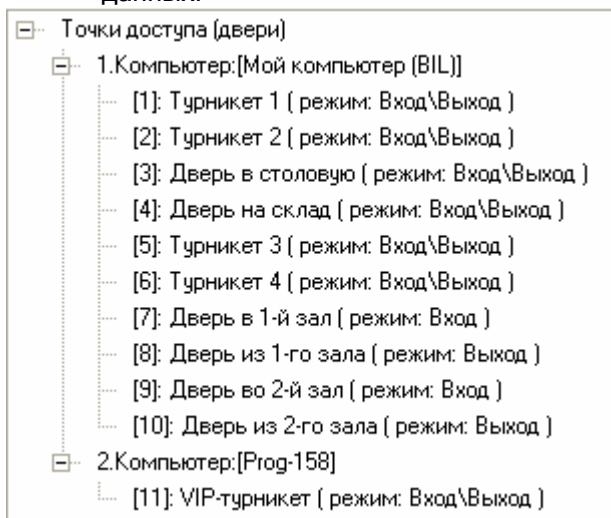 данных.
Точки доступа (двери)
1.Компьютер:[Мой компьютер (BIL)]
[1]: Турникет 1 ( режим: Вход\Выход )
[2]: Турникет 2 ( режим: Вход\Выход )
[3]: Дверь в столовую ( режим: Вход\Выход )
[4]: Дверь на склад ( режим: Вход\Выход )
[5]: Турникет 3 ( режим: Вход\Выход )
[6]: Турникет 4 ( режим: Вход\Выход )
[7]: Дверь в 1-й зал ( режим: Вход )
[8]: Дверь из 1-го зала ( режим: Выход )
[9]: Дверь во 2-й зал ( режим: Вход )
[10]: Дверь из 2-го зала ( режим: Выход )
2.Компьютер:[Prog-158]
[11]: VIP-турникет ( режим: Вход\Выход )